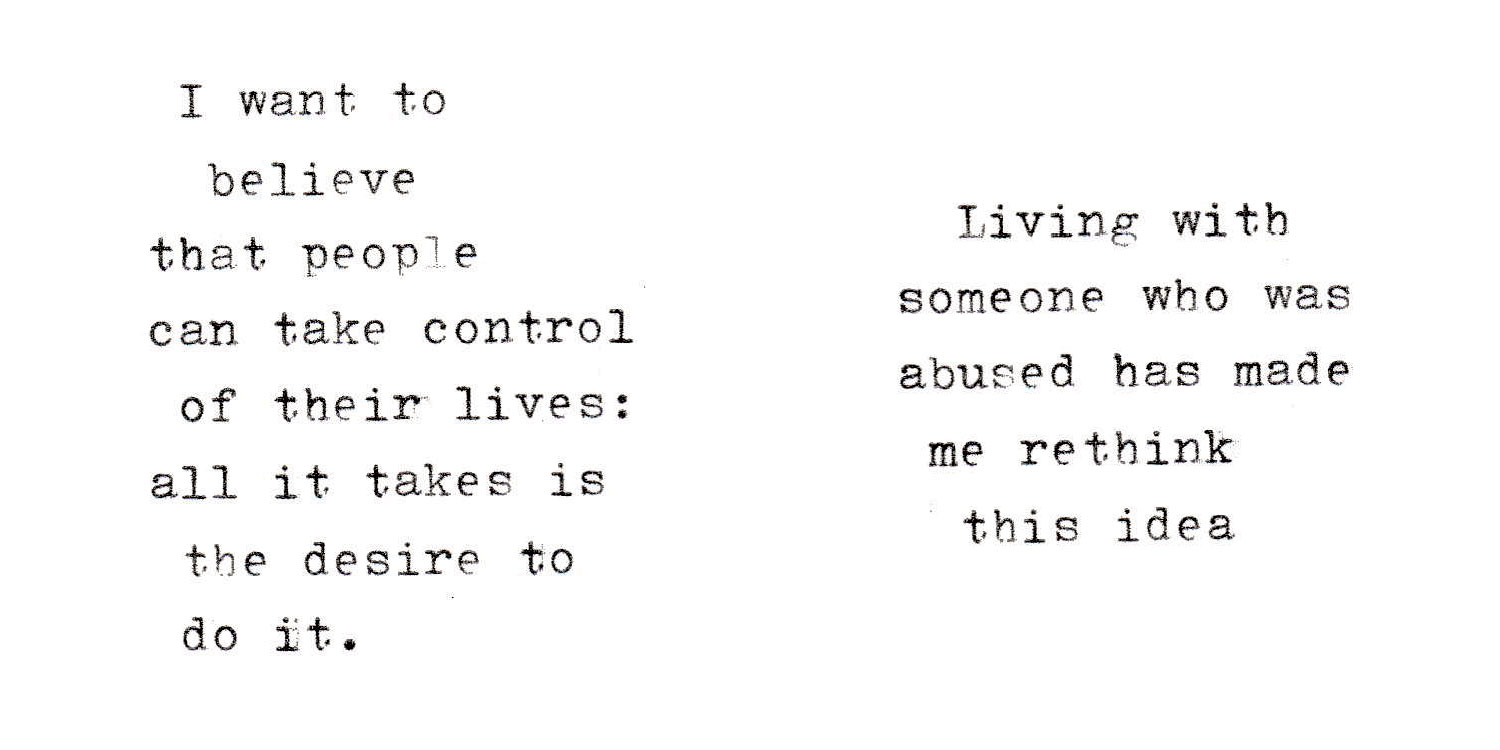 I want to
believe
that people
can take control
of their lives:
all it takes is
the desire to
do it.
Living with
someone who was
abused has made
me rethink
this idea